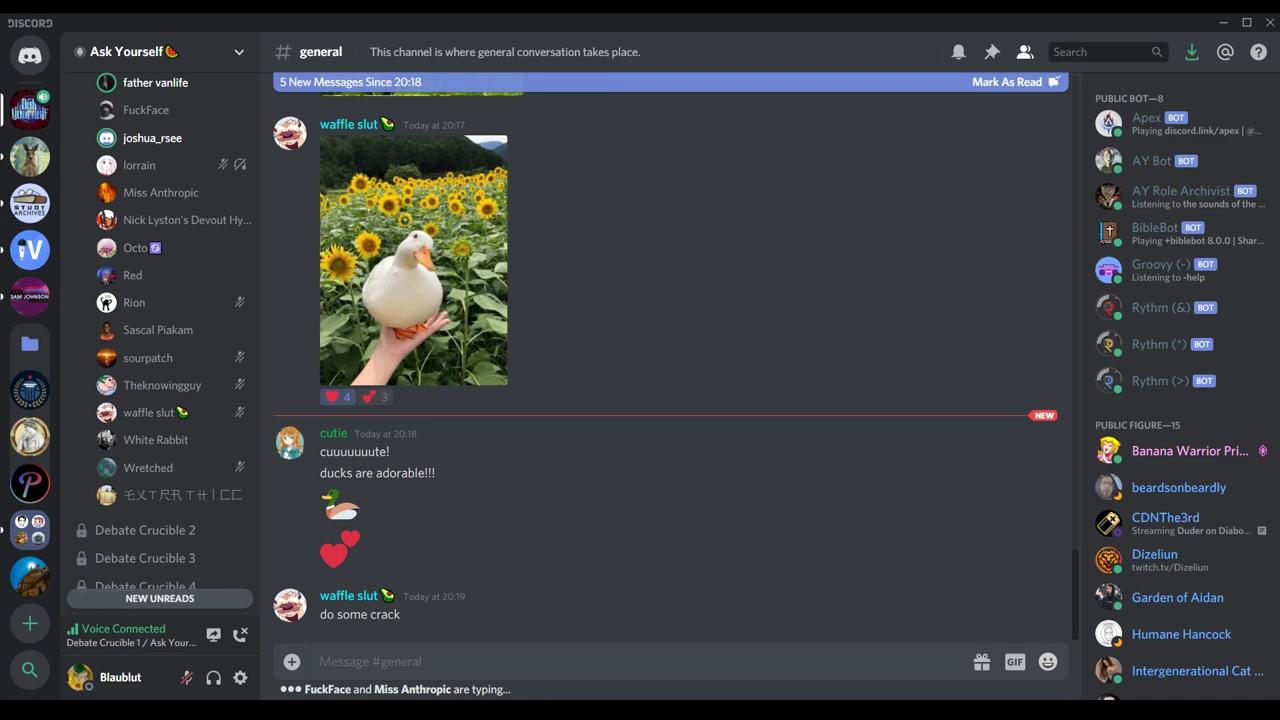 DISCORD
Ask Yourself🍉
# general
This channel is where general conversation takes place.
Search
SAM JOHNSON
STUDY ARCHIVES
father vanlife
FuckFace
joshua_rsee
lorrain
Miss Anthropic
Nick Lyston's Devout Hy...
Octo
Red
Rion
Sascal Piakam
sourpatch
Theknowingguy
waffle slut🥑
White Rabbit
Wretched
Debate Crucible 2
Debate Crucible 3
Debate Crucible 4
NEW UNREADS
Voice Connected
Debate Crucible 1 / Ask Your...
Blaublut
5 New Messages Since 20:18
Mark As Read
waffle slut🥑 Today at 20:17
❤️ 4 💕 3
NEW
cutie Today at 20:18
cuuuuuuute!
ducks are adorable!!!
🦆
💕
waffle slut🥑 Today at 20:19
do some crack
Message #general
GIF
FuckFace and Miss Anthropic are typing...
PUBLIC BOT—8
Apex BOT
Playing discord.link/apex | @...
AY Bot BOT
AY Role Archivist BOT
Listening to the sounds of the ...
BibleBot BOT
Playing +biblebot 8.0.0 | Shar...
Groovy (-) BOT
Listening to -help
Rythm (&) BOT
Rythm (*) BOT
Rythm (>) BOT
PUBLIC FIGURE—15
Banana Warrior Pri...
beardsonbeardly
CDNThe3rd
Streaming Duder on Diabo...
Dizeliun
twitch.tv/Dizeliun
Garden of Aidan
Humane Hancock
Intergenerational Cat ...